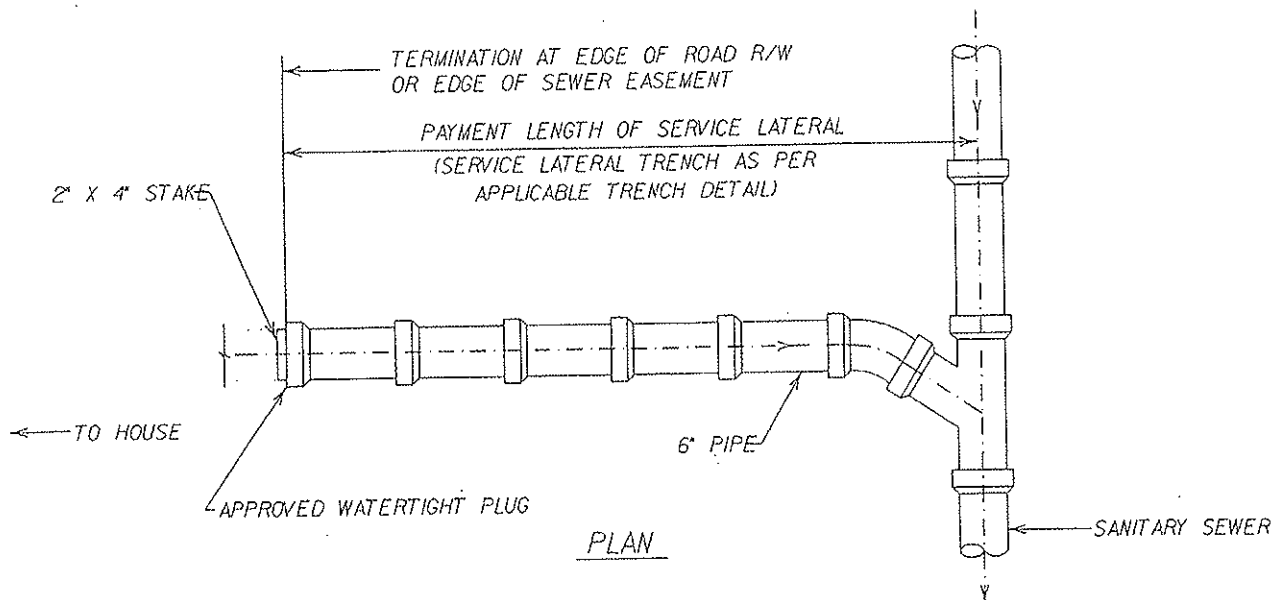 TERMINATION AT EDGE OF ROAD R/W
OR EDGE OF SEWER EASEMENT
PAYMENT LENGTH OF SERVICE LATERAL
(SERVICE LATERAL TRENCH AS PER
APPLICABLE TRENCH DETAIL)
2" X 4" STAKE
TO HOUSE
6" PIPE
APPROVED WATERTIGHT PLUG
PLAN
SANITARY SEWER